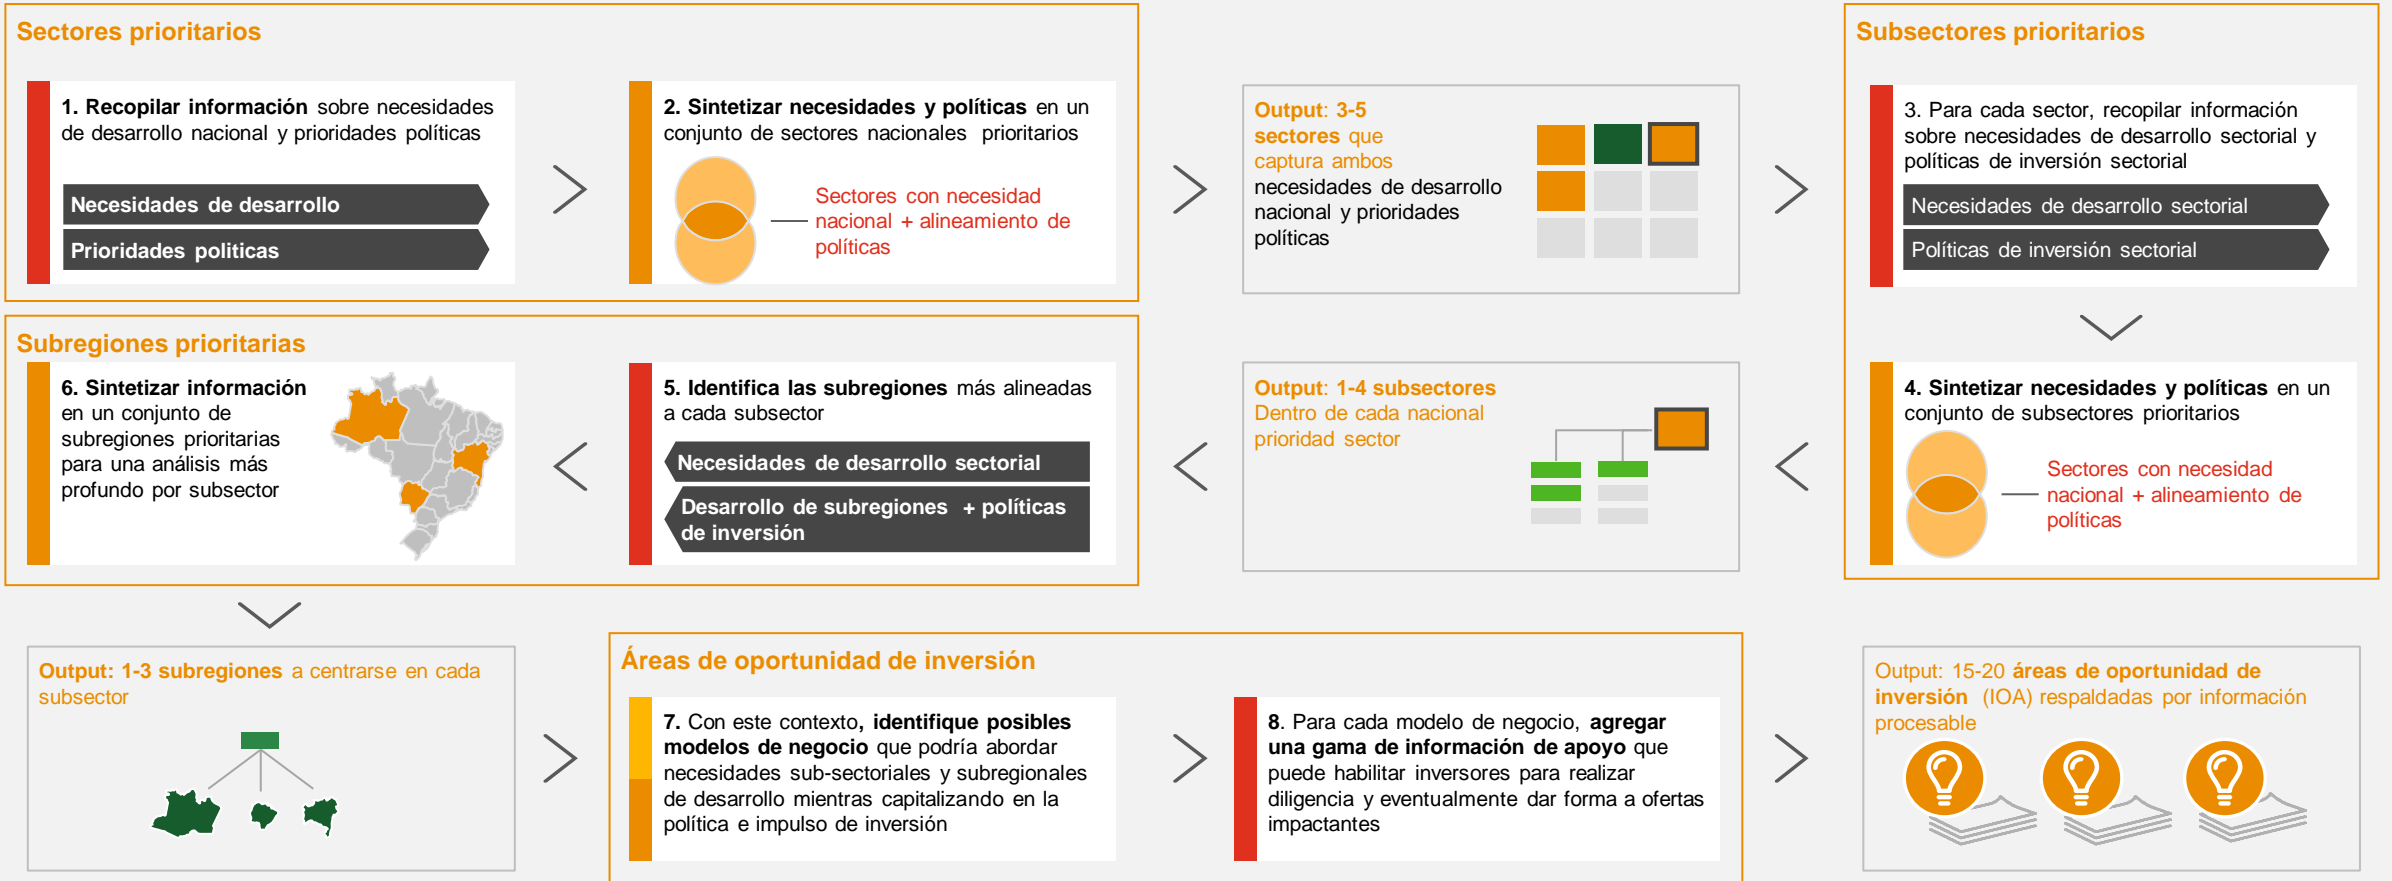 Sectores prioritarios
1. Recopilar información sobre necesidades
de desarrollo nacional y prioridades políticas
Necesidades de desarrollo
Prioridades politicas
2. Sintetizar necesidades y políticas en un
conjunto de sectores nacionales prioritarios
Sectores con necesidad
nacional + alineamiento de
políticas
Output: 3-5
sectores que
captura ambos
necesidades de desarrollo
nacional y prioridades
políticas
Subsectores prioritarios
3. Para cada sector, recopilar información
sobre necesidades de desarrollo sectorial y
políticas de inversión sectorial
Necesidades de desarrollo sectorial
Políticas de inversión sectorial
4. Sintetizar necesidades y políticas en un
conjunto de subsectores prioritarios
Sectores con necesidad
nacional + alineamiento de
políticas
Output: 1-4 subsectores
Dentro de cada nacional
prioridad sector
Subregiones prioritarias
5. Identifica las subregiones más alineadas
a cada subsector
Necesidades de desarrollo sectorial
Desarrollo de subregiones + políticas
de inversión
6. Sintetizar información
en un conjunto de
subregiones prioritarias
para una análisis más
profundo por subsector
Output: 1-3 subregiones a centrarse en cada
subsector
Áreas de oportunidad de inversión
7. Con este contexto, identifique posibles
modelos de negocio que podría abordar
necesidades sub-sectoriales y subregionales
de desarrollo mientras capitalizando en la
política e impulso de inversión
8. Para cada modelo de negocio, agregar
una gama de información de apoyo que
puede habilitar inversores para realizar
diligencia y eventualmente dar forma a ofertas
impactantes
Output: 15-20 áreas de oportunidad de
inversión (IOA) respaldadas por información
procesable